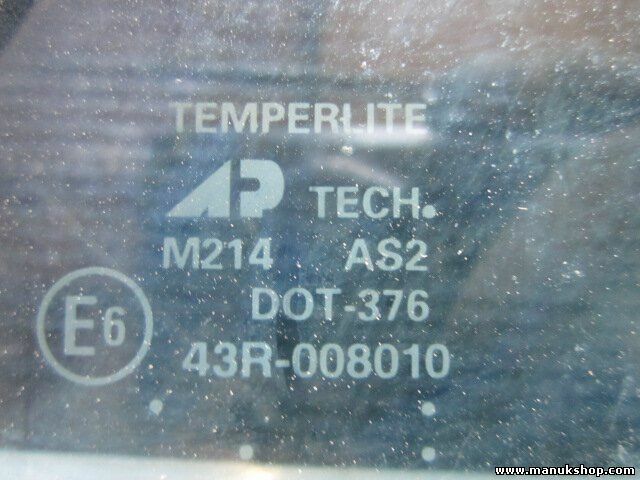 TEMPERLITE
AP TECH.
M214 AS2
DOT-376
E6
43R-008010
www.manukshop.com